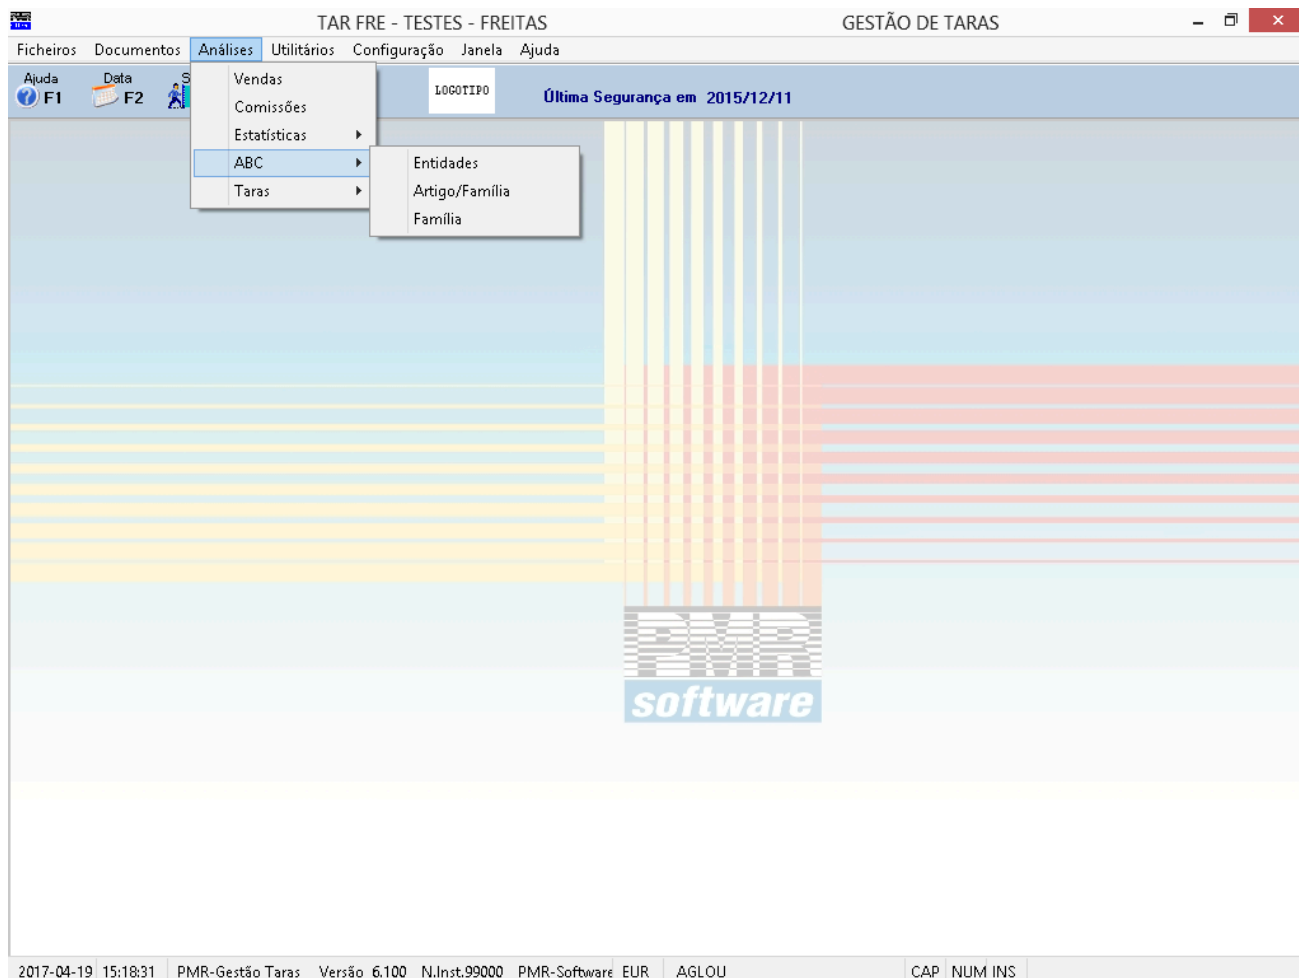 TAR FRE - TESTES - FREITAS GESTÃO DE TARAS
Ficheiros Documentos Análises Utilitários Configuração Janela Ajuda
Ajuda Data S
F1 F2
LOGOTIPO
Última Segurança em 2015/12/11
Vendas
Comissões
Estatísticas
ABC
Taras
Entidades
Artigo/Família
Família
PMR
software
2017-04-19 15:18:31 PMR-Gestão Taras Versão 6.100 N.Inst.99000 PMR-Software EUR AGLOU CAP NUM INS